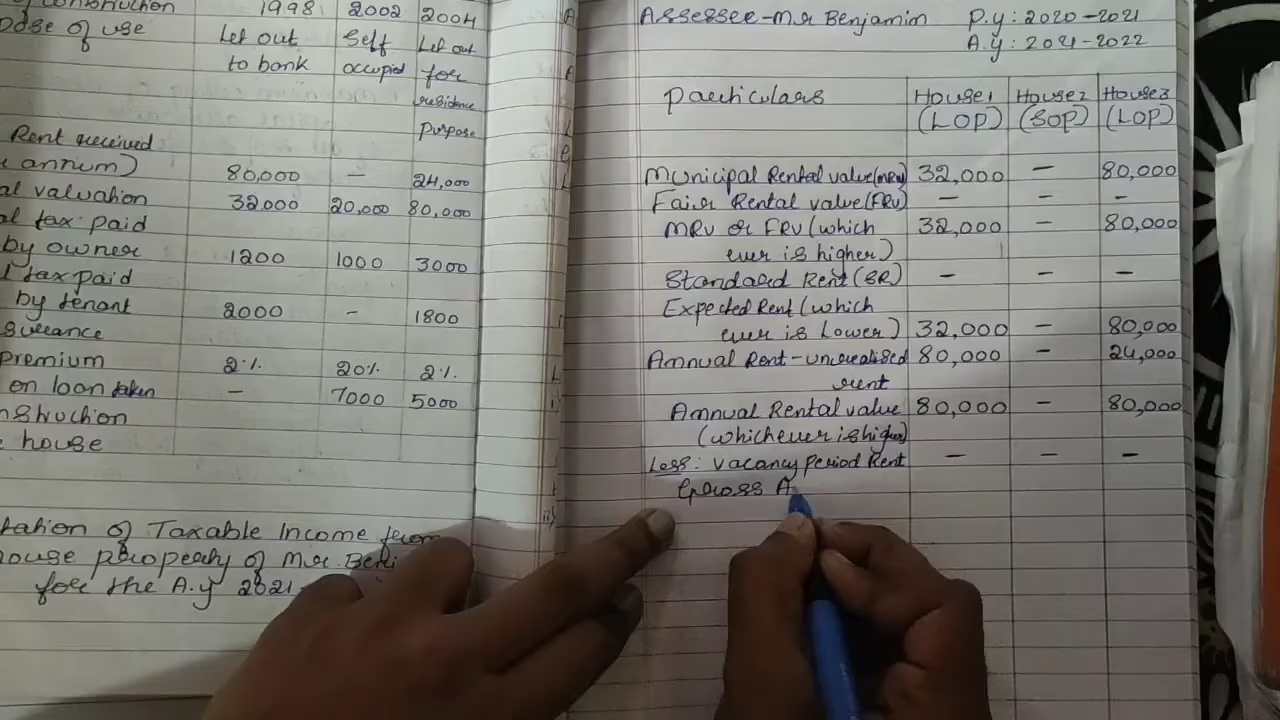 1998 2002 2004
of use Let out Self Let out
to bank occupied for
residence
purpose
Rent received
annum) 80,000 - 24,000
valuation 32000 20,000 80,000
tax paid
by owner 1200 1000 3000
tax paid
by tenant 2000 - 1800
premium 2% 20% 2%
on loan taken - 7000 5000
house
of Taxable Income from
property of Mr.
for the A.y 2021
Assessee-Mr Benjamin P.y: 2020-2021
A.y: 2021-2022
Particulars House1 House2 House3
(LOP) (SOP) (LOP)
Municipal Rental value(MRV) 32,000 - 80,000
Fair Rental value(FRV) - - -
MRV or FRV (which 32,000 - 80,000
ever is higher)
Standard Rent (SR) - - -
Expected Rent (which
ever is Lower) 32,000 - 80,000
Annual Rent-unrealised 80,000 - 24,000
rent
Annual Rental value 80,000 - 80,000
(whichever is higher)
Less: vacancy period Rent - - -
Gross A